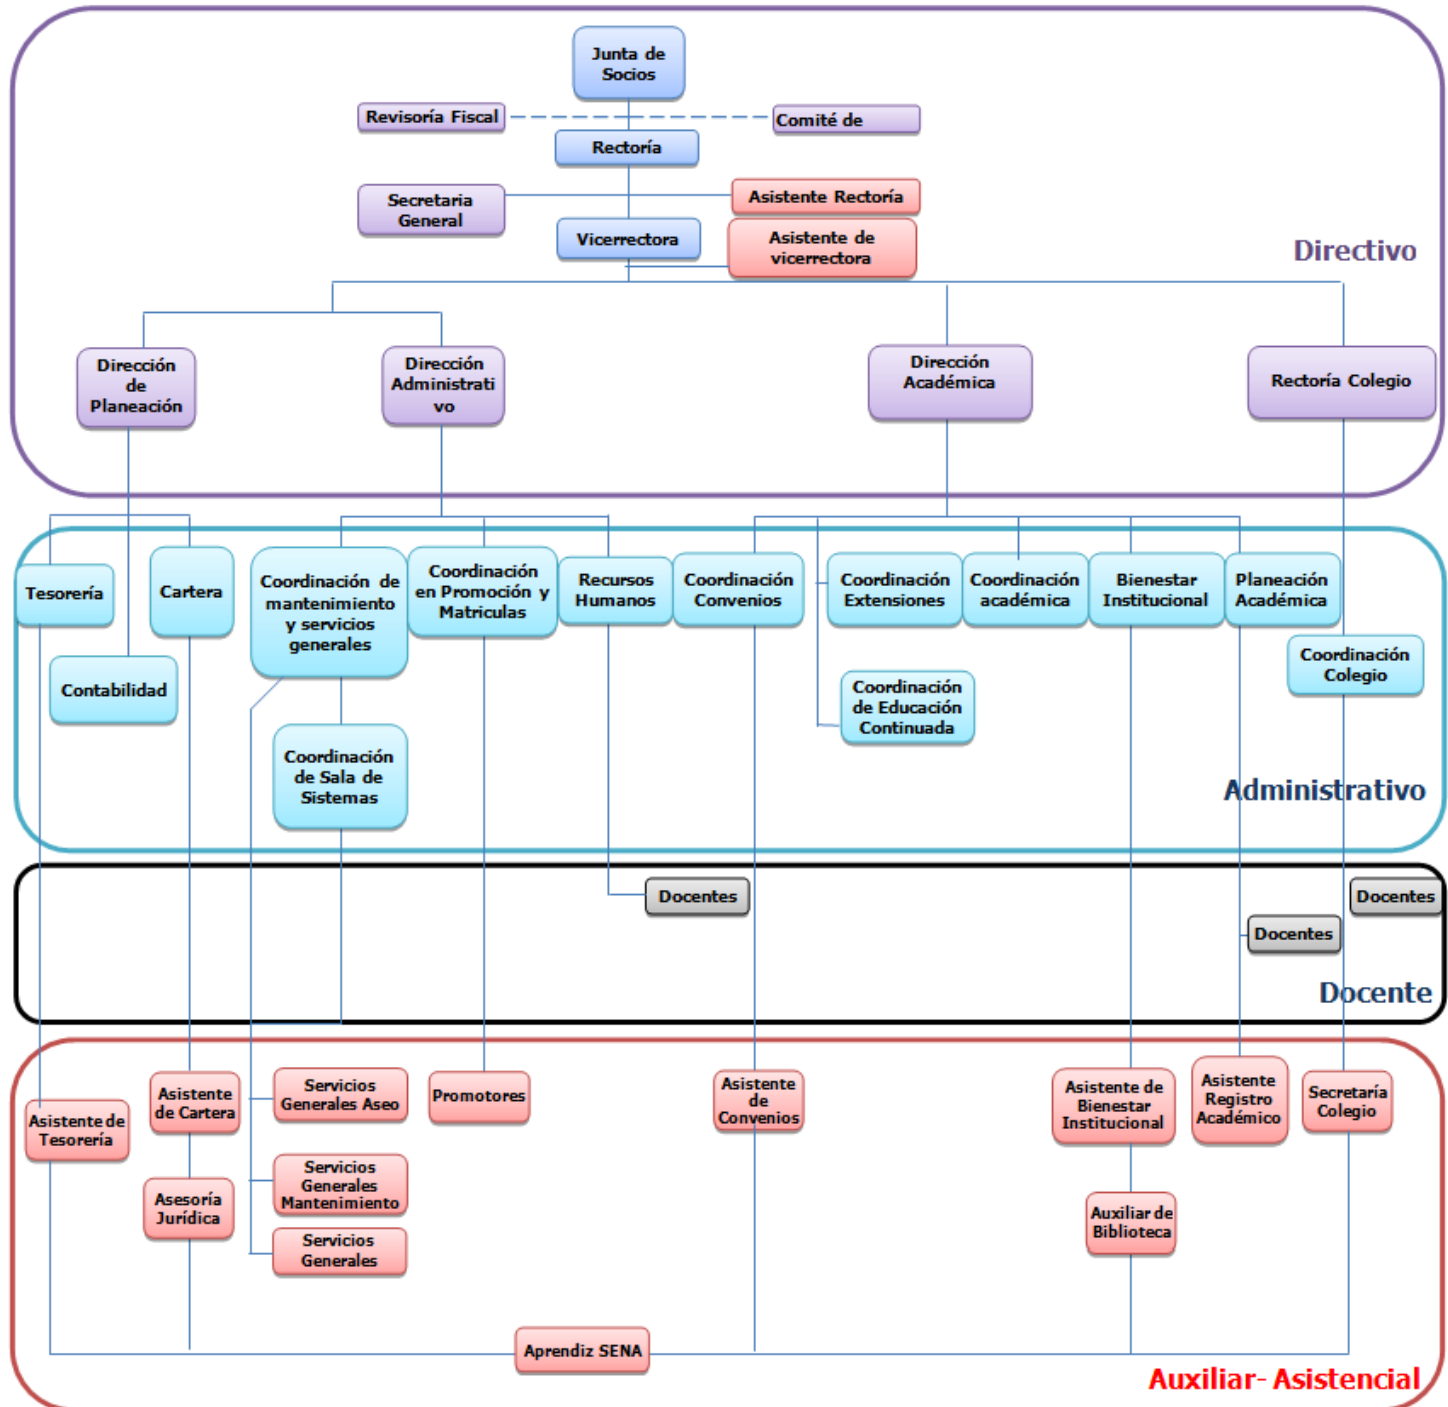 Junta de
Socios
Revisoría Fiscal
Comité de
Rectoría
Secretaria
General
Asistente Rectoría
Vicerrectora
Asistente de
vicerrectora
Directivo
Dirección
de
Planeación
Dirección
Administrati
vo
Dirección
Académica
Rectoría Colegio
Tesorería
Cartera
Coordinación de
mantenimiento
y servicios
generales
Coordinación
en Promoción y
Matriculas
Recursos
Humanos
Coordinación
Convenios
Coordinación
Extensiones
Coordinación
académica
Bienestar
Institucional
Planeación
Académica
Coordinación
Colegio
Contabilidad
Coordinación
de Educación
Continuada
Coordinación
de Sala de
Sistemas
Administrativo
Docentes
Docentes
Docentes
Docente
Asistente de
Tesorería
Asistente
de Cartera
Servicios
Generales Aseo
Promotores
Asistente
de
Convenios
Asistente de
Bienestar
Institucional
Asistente
Registro
Académico
Secretaría
Colegio
Asesoría
Jurídica
Servicios
Generales
Mantenimiento
Auxiliar de
Biblioteca
Servicios
Generales
Aprendiz SENA
Auxiliar- Asistencial